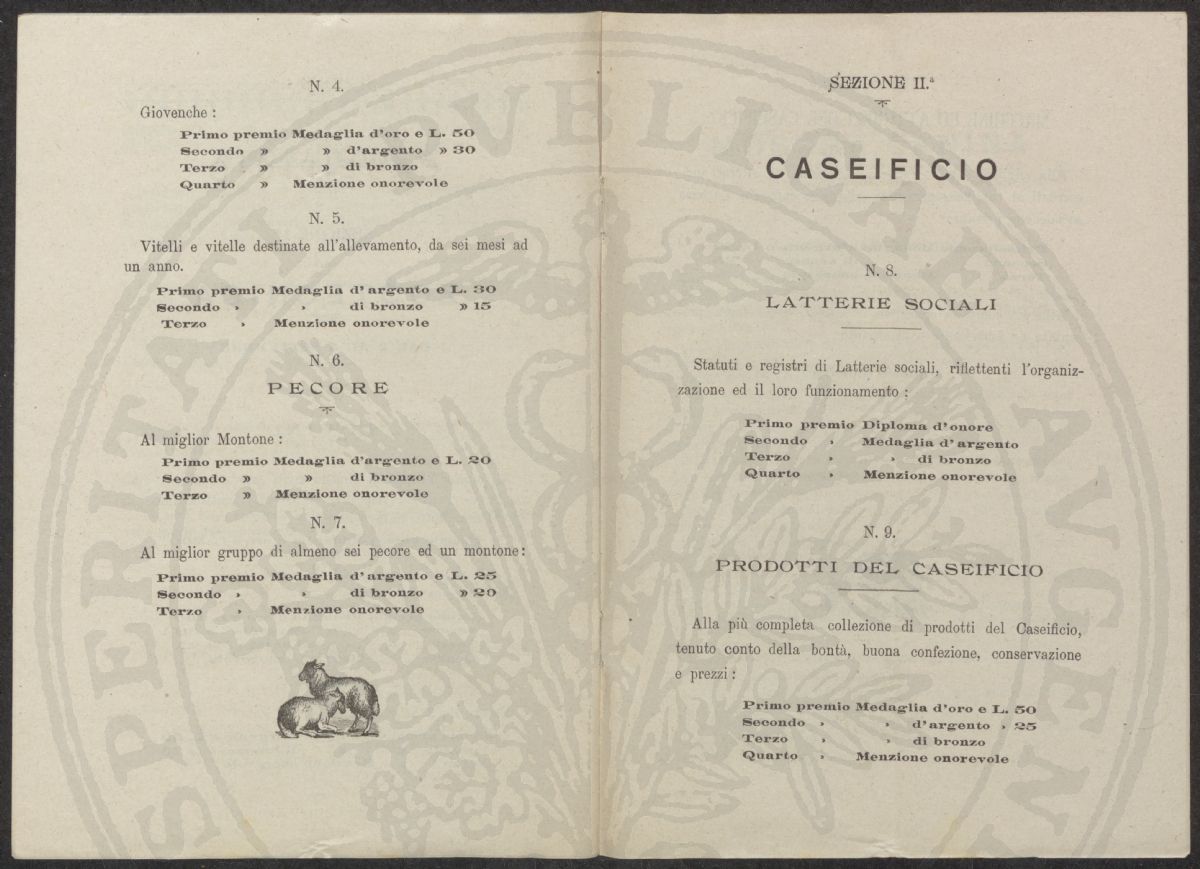 N. 4.
Giovenche :
Primo premio Medaglia d'oro e L. 50
Secondo » » d'argento » 30
Terzo » » di bronzo
Quarto » Menzione onorevole
N. 5.
Vitelli e vitelle destinate all'allevamento, da sei mesi ad
un anno.
Primo premio Medaglia d'argento e L. 30
Secondo › › di bronzo » 15
Terzo › Menzione onorevole
N. 6.
PECORE
Al miglior Montone :
Primo premio Medaglia d'argento e L. 20
Secondo » » di bronzo
Terzo » Menzione onorevole
N. 7.
Al miglior gruppo di almeno sei pecore ed un montone :
Primo premio Medaglia d'argento e L. 25
Secondo › › di bronzo » 20
Terzo › Menzione onorevole
SEZIONE II.ª
CASEIFICIO
N. 8.
LATTERIE SOCIALI
Statuti e registri di Latterie sociali, riflettenti l'organiz-
zazione ed il loro funzionamento :
Primo premio Diploma d'onore
Secondo › Medaglia d'argento
Terzo › › di bronzo
Quarto › Menzione onorevole
N. 9.
PRODOTTI DEL CASEIFICIO
Alla più completa collezione di prodotti del Caseificio,
tenuto conto della bontà, buona confezione, conservazione
e prezzi :
Primo premio Medaglia d'oro e L. 50
Secondo › › d'argento › 25
Terzo › › di bronzo
Quarto › Menzione onorevole
SPERITATI PVBLICAE AVGEN